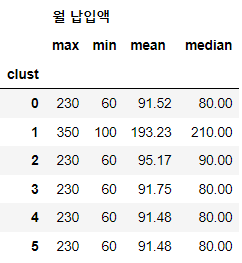 월 납입액
max min mean median
clust
0 230 60 91.52 80.00
1 350 100 193.23 210.00
2 230 60 95.17 90.00
3 230 60 91.75 80.00
4 230 60 91.48 80.00
5 230 60 91.48 80.00